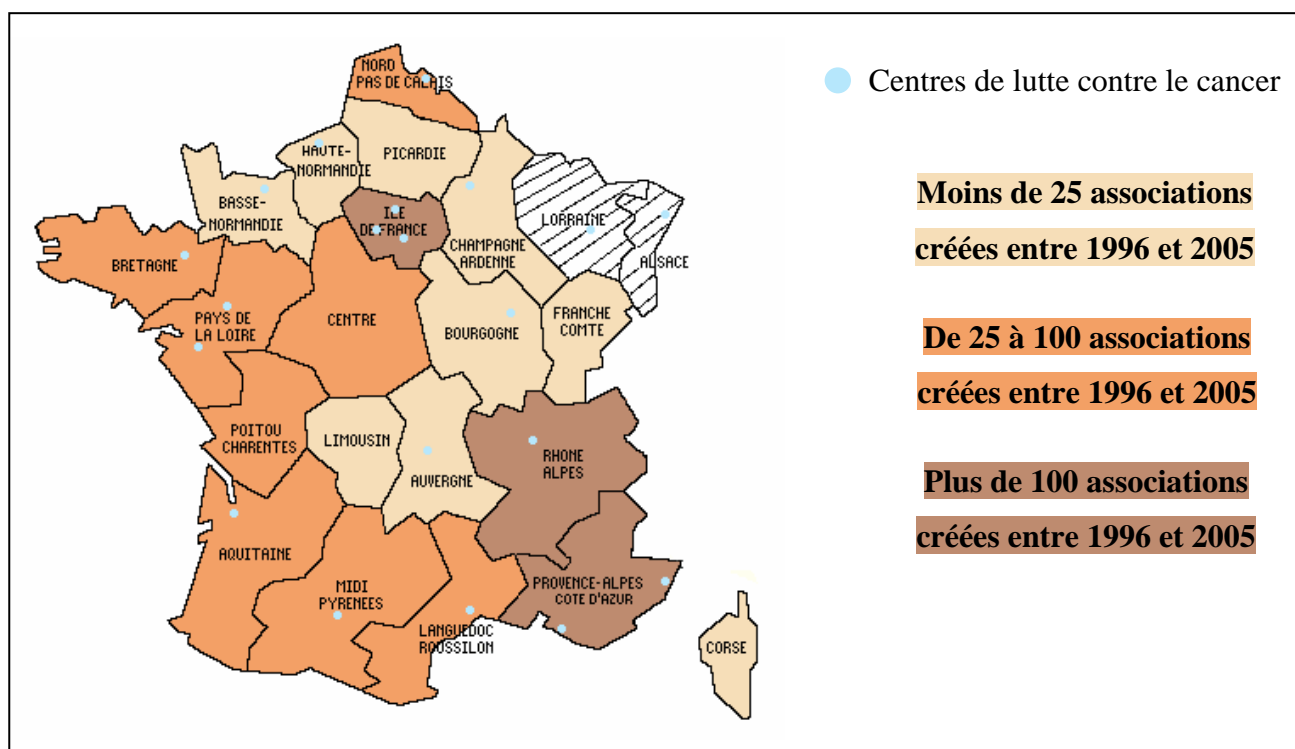 NORD
PAS DE CALAIS
HAUTE-
NORMANDIE
PICARDIE
BASSE-
NORMANDIE
ILE
DE FRANCE
CHAMPAGNE
ARDENNE
LORRAINE
ALSACE
BRETAGNE
PAYS DE
LA LOIRE
CENTRE
BOURGOGNE
FRANCHE
COMTE
POITOU
CHARENTES
LIMOUSIN
AUVERGNE
RHONE
ALPES
AQUITAINE
MIDI
PYRENEES
LANGUEDOC
ROUSSILON
PROVENCE-ALPES
COTE D'AZUR
CORSE
Centres de lutte contre le cancer
Moins de 25 associations
créées entre 1996 et 2005
De 25 à 100 associations
créées entre 1996 et 2005
Plus de 100 associations
créées entre 1996 et 2005